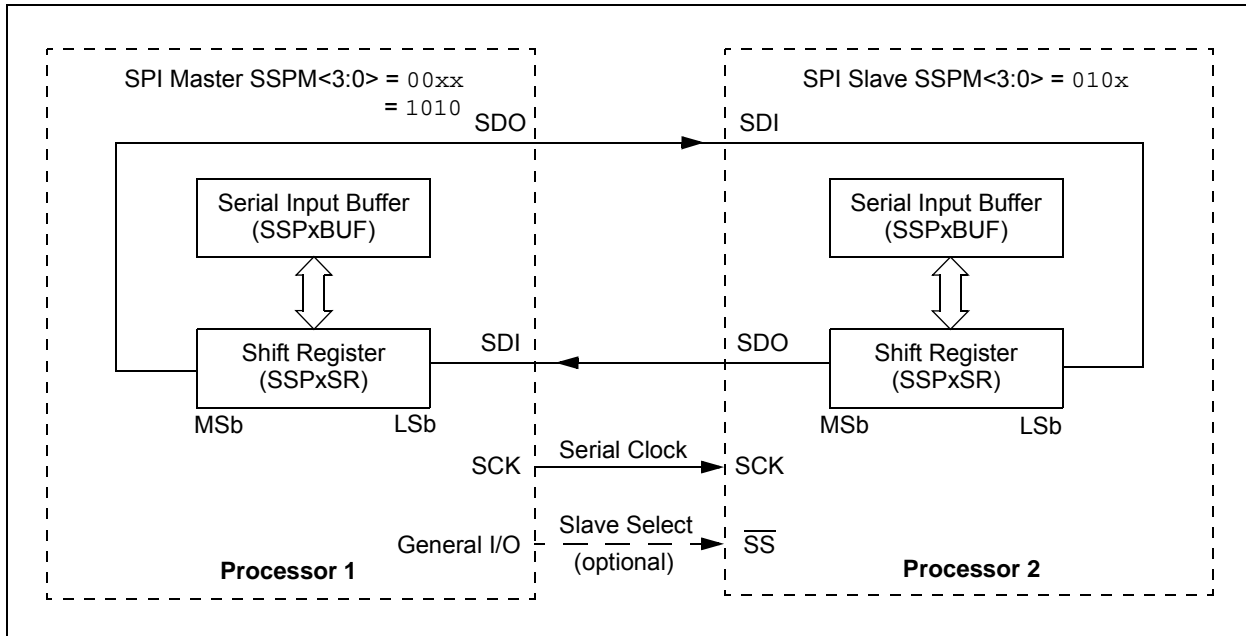 SPI Master SSPM<3:0> = 00xx
= 1010
SPI Slave SSPM<3:0> = 010x
SDO
SDI
Serial Input Buffer
(SSPxBUF)
Serial Input Buffer
(SSPxBUF)
SDI
SDO
Shift Register
(SSPxSR)
Shift Register
(SSPxSR)
MSb
LSb
MSb
LSb
SCK
Serial Clock
SCK
General I/O
Slave Select
(optional)
S̅S̅
Processor 1
Processor 2